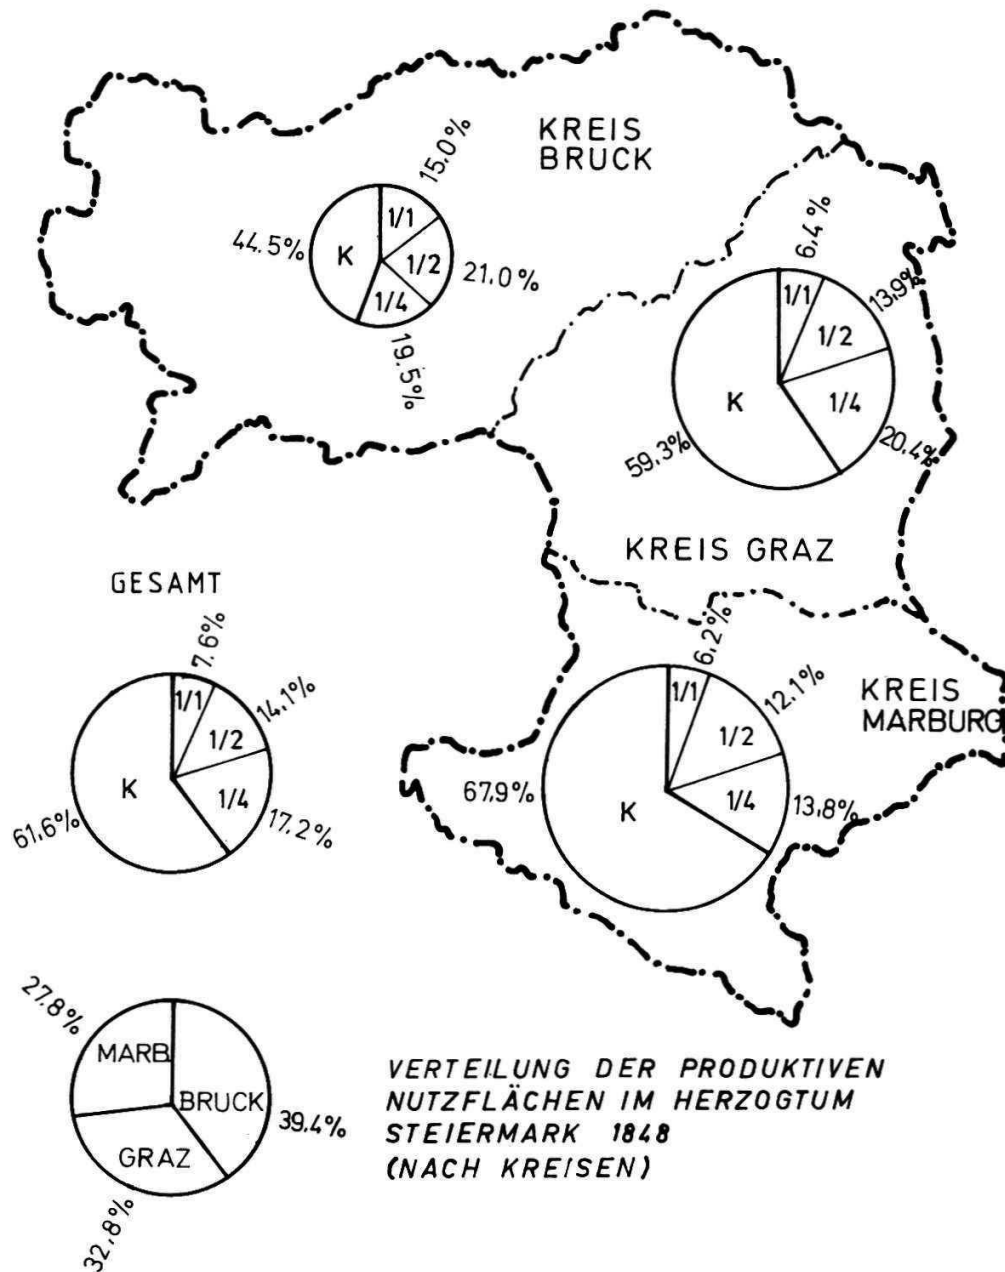 KREIS
BRUCK
15.0%
44.5%
K
1/1
1/2
1/4
21.0%
19.5%
6,4%
13,9%
1/1
1/2
K
1/4
59,3%
20.4%
KREIS GRAZ
GESAMT
7.6%
14,1%
1/1
1/2
K
1/4
61,6%
17.2%
6,2%
12.1%
KREIS
MARBURG
1/1
1/2
67,9%
K
1/4
13,8%
27.8%
MARB.
BRUCK
39,4%
GRAZ
32,8%
VERTEILUNG DER PRODUKTIVEN
NUTZFLÄCHEN IM HERZOGTUM
STEIERMARK 1848
(NACH KREISEN)